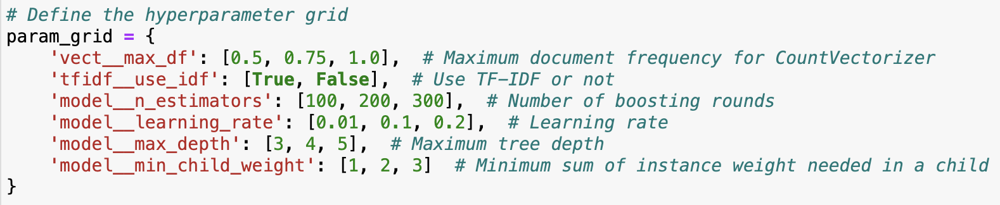 # Define the hyperparameter grid
param_grid = {
    'vect__max_df': [0.5, 0.75, 1.0],  # Maximum document frequency for CountVectorizer
    'tfidf__use_idf': [True, False],  # Use TF-IDF or not
    'model__n_estimators': [100, 200, 300],  # Number of boosting rounds
    'model__learning_rate': [0.01, 0.1, 0.2],  # Learning rate
    'model__max_depth': [3, 4, 5],  # Maximum tree depth
    'model__min_child_weight': [1, 2, 3]  # Minimum sum of instance weight needed in a child
}